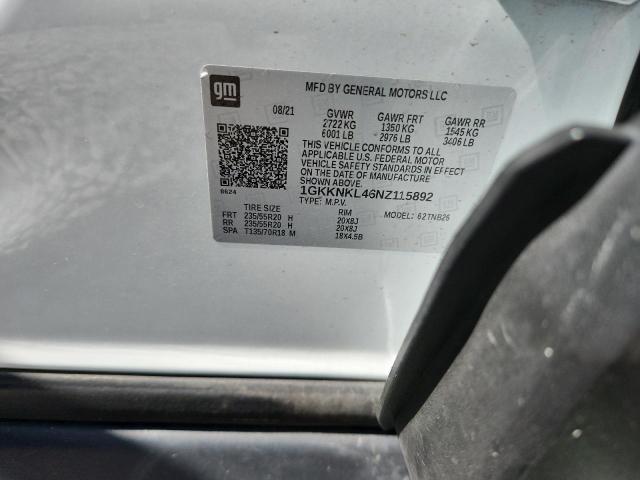 gm
MFD BY GENERAL MOTORS LLC
08/21 GVWR GAWR FRT GAWR RR
2722 KG 1350 KG 1545 KG
6001 LB 2976 LB 3406 LB
THIS VEHICLE CONFORMS TO ALL
APPLICABLE U.S. FEDERAL MOTOR
VEHICLE SAFETY STANDARDS IN EFFECT
ON THE DATE OF MANUFACTURE
SHOWN ABOVE.
0624 1GKKNKL46NZ115892
TYPE: M.P.V.
TIRE SIZE RIM MODEL: 62TNB26
FRT 235/55R20 H 20X8J
RR 235/55R20 H 20X8J
SPA T135/70R18 M 18X4.5B